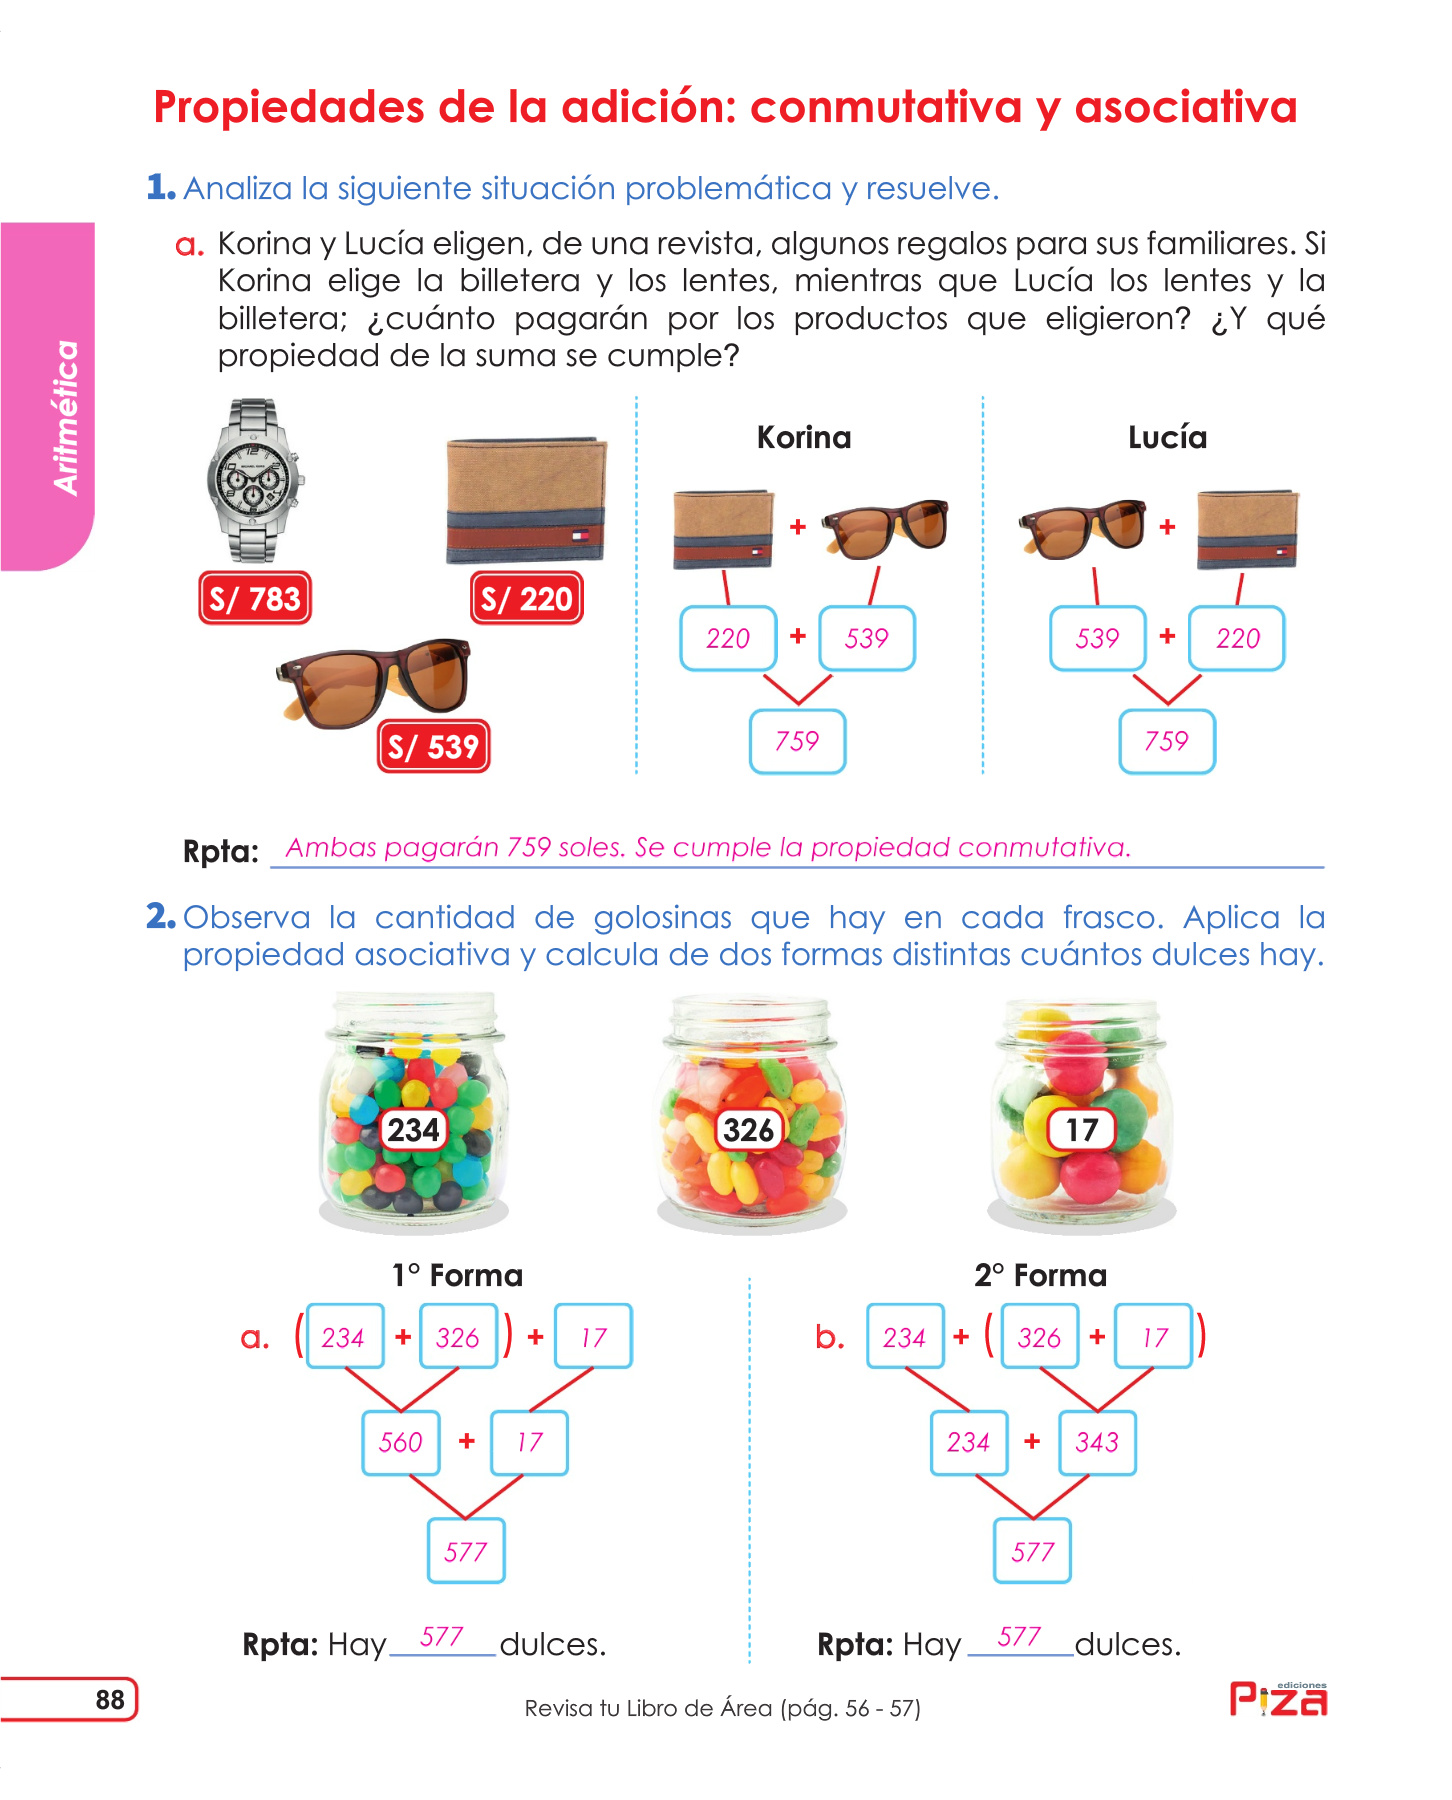 Propiedades de la adición: conmutativa y asociativa
1. Analiza la siguiente situación problemática y resuelve.
a. Korina y Lucía eligen, de una revista, algunos regalos para sus familiares. Si
Korina elige la billetera y los lentes, mientras que Lucía los lentes y la
billetera; ¿cuánto pagarán por los productos que eligieron? ¿Y qué
propiedad de la suma se cumple?
Aritmética
S/ 783
S/ 220
S/ 539
Korina
+
220 + 539
759
Lucía
+
539 + 220
759
Rpta: Ambas pagarán 759 soles. Se cumple la propiedad conmutativa.
2. Observa la cantidad de golosinas que hay en cada frasco. Aplica la
propiedad asociativa y calcula de dos formas distintas cuántos dulces hay.
234
326
17
1° Forma
a. ( 234 + 326 ) + 17
560 + 17
577
Rpta: Hay 577 dulces.
2° Forma
b. 234 + ( 326 + 17 )
234 + 343
577
Rpta: Hay 577 dulces.
88
Revisa tu Libro de Área (pág. 56 - 57)
ediciones
Piza